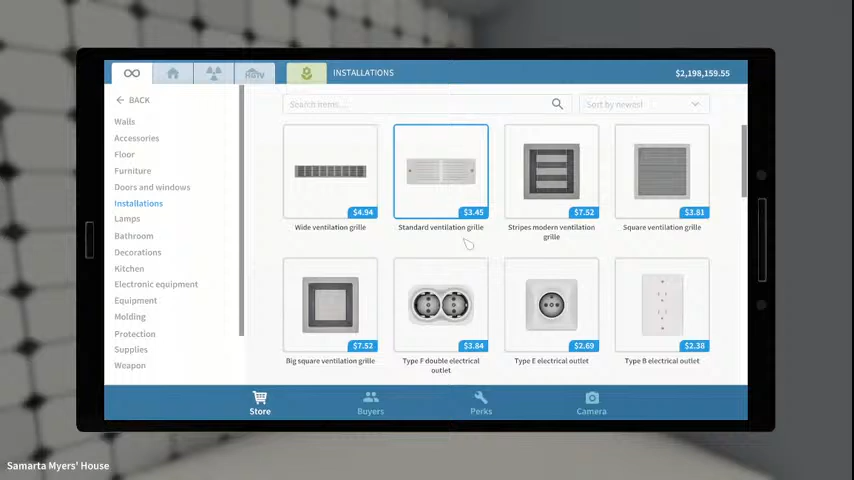 HGTV
INSTALLATIONS
$2,198,159.55
BACK
Search items...
Sort by newest
Walls
Accessories
Floor
Furniture
Doors and windows
Installations
Lamps
Bathroom
Decorations
Kitchen
Electronic equipment
Equipment
Molding
Protection
Supplies
Weapon
$4.94
$3.45
$7.52
$3.81
Wide ventilation grille
Standard ventilation grille
Stripes modern ventilation
grille
Square ventilation grille
$7.52
$3.84
$2.69
$2.38
Big square ventilation grille
Type F double electrical
outlet
Type E electrical outlet
Type B electrical outlet
Store
Buyers
Perks
Camera
Samarta Myers' House